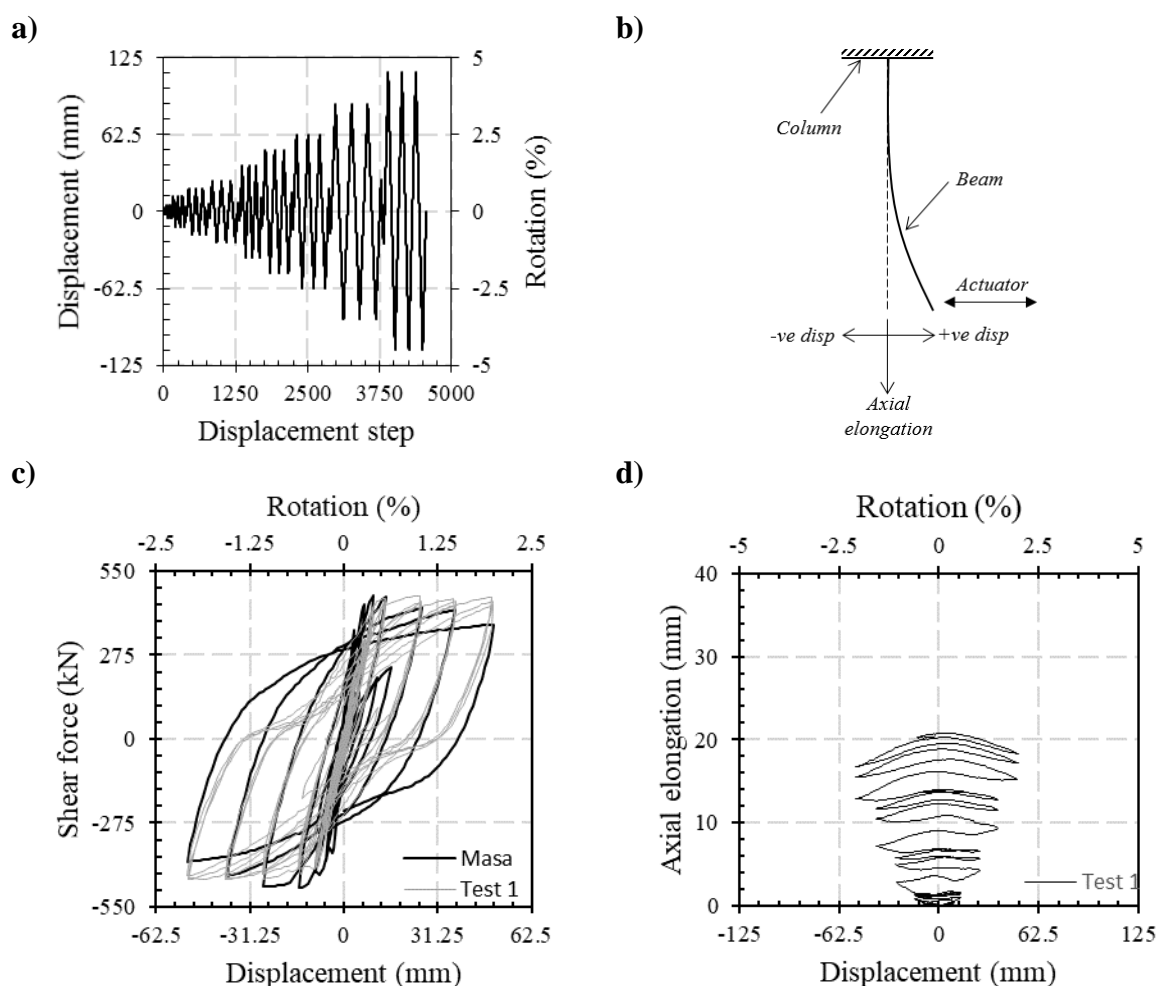 a)
125
62.5
0
-62.5
-125
Displacement (mm)
5
2.5
0
-2.5
-5
Rotation (%)
0 1250 2500 3750 5000
Displacement step
b)
Column
Beam
Actuator
-ve disp
+ve disp
Axial
elongation
c)
Rotation (%)
-2.5 -1.25 0 1.25 2.5
550
275
0
-275
-550
Shear force (kN)
Masa
Test 1
-62.5 -31.25 0 31.25 62.5
Displacement (mm)
d)
Rotation (%)
-5 -2.5 0 2.5 5
40
30
20
10
0
Axial elongation (mm)
Test 1
-125 -62.5 0 62.5 125
Displacement (mm)